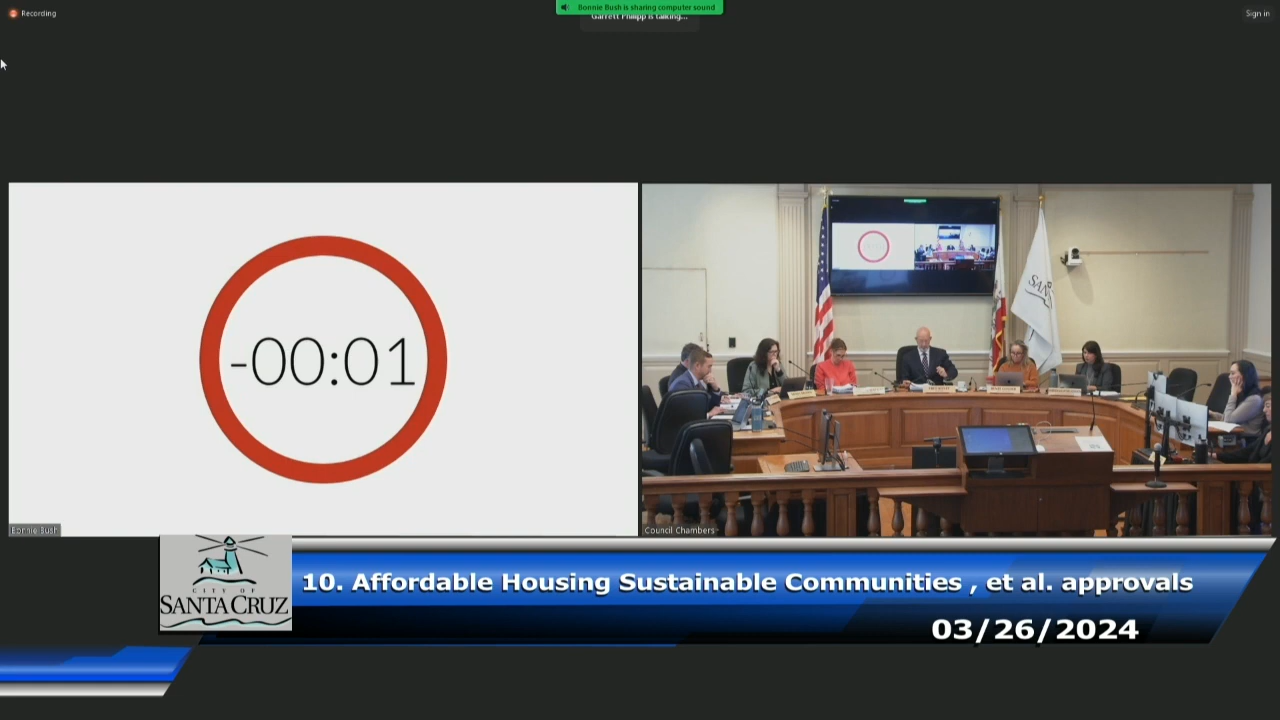 Recording
Bonnie Bush is sharing computer sound
Garrett Philipp is talking...
Sign in
-00:01
Bonnie Bush
Council Chambers
CITY OF
SANTA CRUZ
10. Affordable Housing Sustainable Communities , et al. approvals
03/26/2024